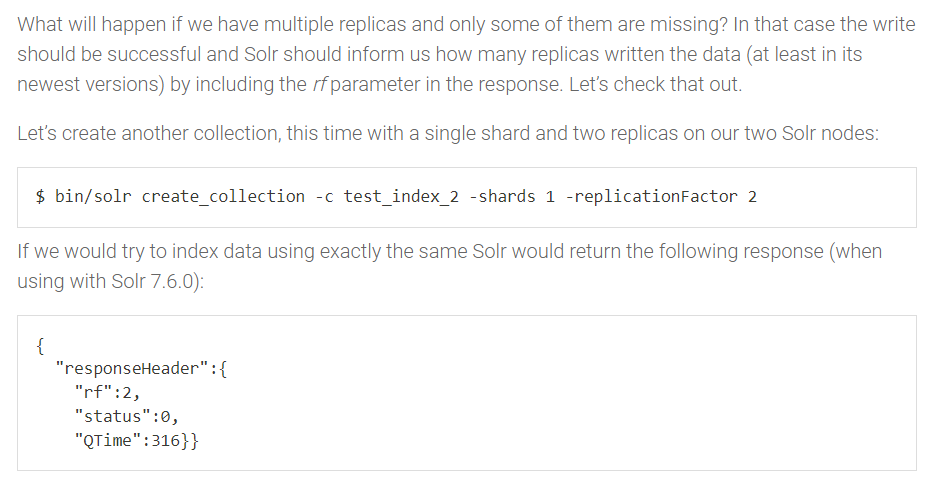 What will happen if we have multiple replicas and only some of them are missing? In that case the write
should be successful and Solr should inform us how many replicas written the data (at least in its
newest versions) by including the rf parameter in the response. Let's check that out.
Let's create another collection, this time with a single shard and two replicas on our two Solr nodes:
$ bin/solr create_collection -c test_index_2 -shards 1 -replicationFactor 2
If we would try to index data using exactly the same Solr would return the following response (when
using with Solr 7.6.0):
{
  "responseHeader":{
    "rf":2,
    "status":0,
    "QTime":316}}